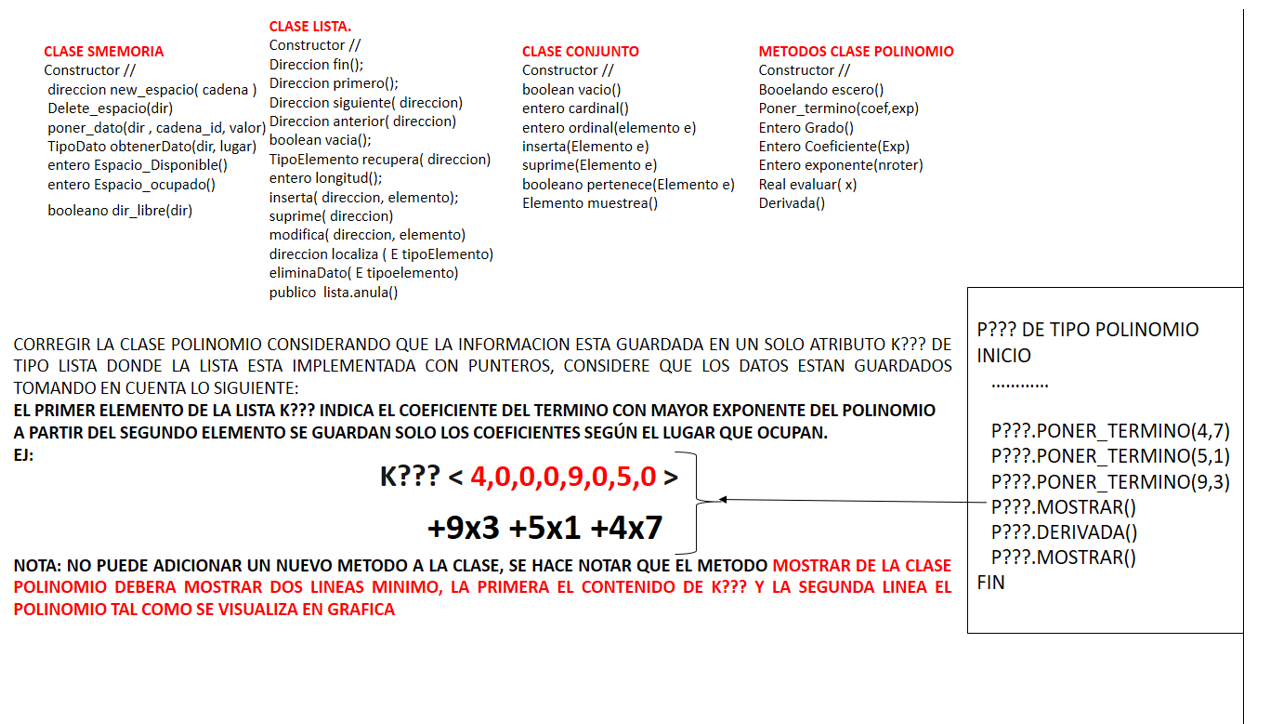 CLASE SMEMORIA
Constructor //
direccion new_espacio( cadena )
Delete_espacio(dir)
poner_dato(dir , cadena_id, valor)
TipoDato obtenerDato(dir, lugar)
entero Espacio_Disponible()
entero Espacio_ocupado()
booleano dir_libre(dir)
CLASE LISTA.
Constructor //
Direccion fin();
Direccion primero();
Direccion siguiente( direccion)
Direccion anterior( direccion)
boolean vacia();
TipoElemento recupera( direccion)
entero longitud();
inserta( direccion, elemento);
suprime( direccion)
modifica( direccion, elemento)
direccion localiza ( E tipoElemento)
eliminaDato( E tipoelemento)
publico lista.anula()
CLASE CONJUNTO
Constructor //
boolean vacio()
entero cardinal()
entero ordinal(elemento e)
inserta(Elemento e)
suprime(Elemento e)
booleano pertenece(Elemento e)
Elemento muestrea()
METODOS CLASE POLINOMIO
Constructor //
Booelando escero()
Poner_termino(coef,exp)
Entero Grado()
Entero Coeficiente(Exp)
Entero exponente(nroter)
Real evaluar( x)
Derivada()
CORREGIR LA CLASE POLINOMIO CONSIDERANDO QUE LA INFORMACION ESTA GUARDADA EN UN SOLO ATRIBUTO K??? DE
TIPO LISTA DONDE LA LISTA ESTA IMPLEMENTADA CON PUNTEROS, CONSIDERE QUE LOS DATOS ESTAN GUARDADOS
TOMANDO EN CUENTA LO SIGUIENTE:
EL PRIMER ELEMENTO DE LA LISTA K??? INDICA EL COEFICIENTE DEL TERMINO CON MAYOR EXPONENTE DEL POLINOMIO
A PARTIR DEL SEGUNDO ELEMENTO SE GUARDAN SOLO LOS COEFICIENTES SEGÚN EL LUGAR QUE OCUPAN.
EJ:
K??? < 4,0,0,0,9,0,5,0 >
+9x3 +5x1 +4x7
NOTA: NO PUEDE ADICIONAR UN NUEVO METODO A LA CLASE, SE HACE NOTAR QUE EL METODO MOSTRAR DE LA CLASE
POLINOMIO DEBERA MOSTRAR DOS LINEAS MINIMO, LA PRIMERA EL CONTENIDO DE K??? Y LA SEGUNDA LINEA EL
POLINOMIO TAL COMO SE VISUALIZA EN GRAFICA
P??? DE TIPO POLINOMIO
INICIO
…………
P???.PONER_TERMINO(4,7)
P???.PONER_TERMINO(5,1)
P???.PONER_TERMINO(9,3)
P???.MOSTRAR()
P???.DERIVADA()
P???.MOSTRAR()
FIN